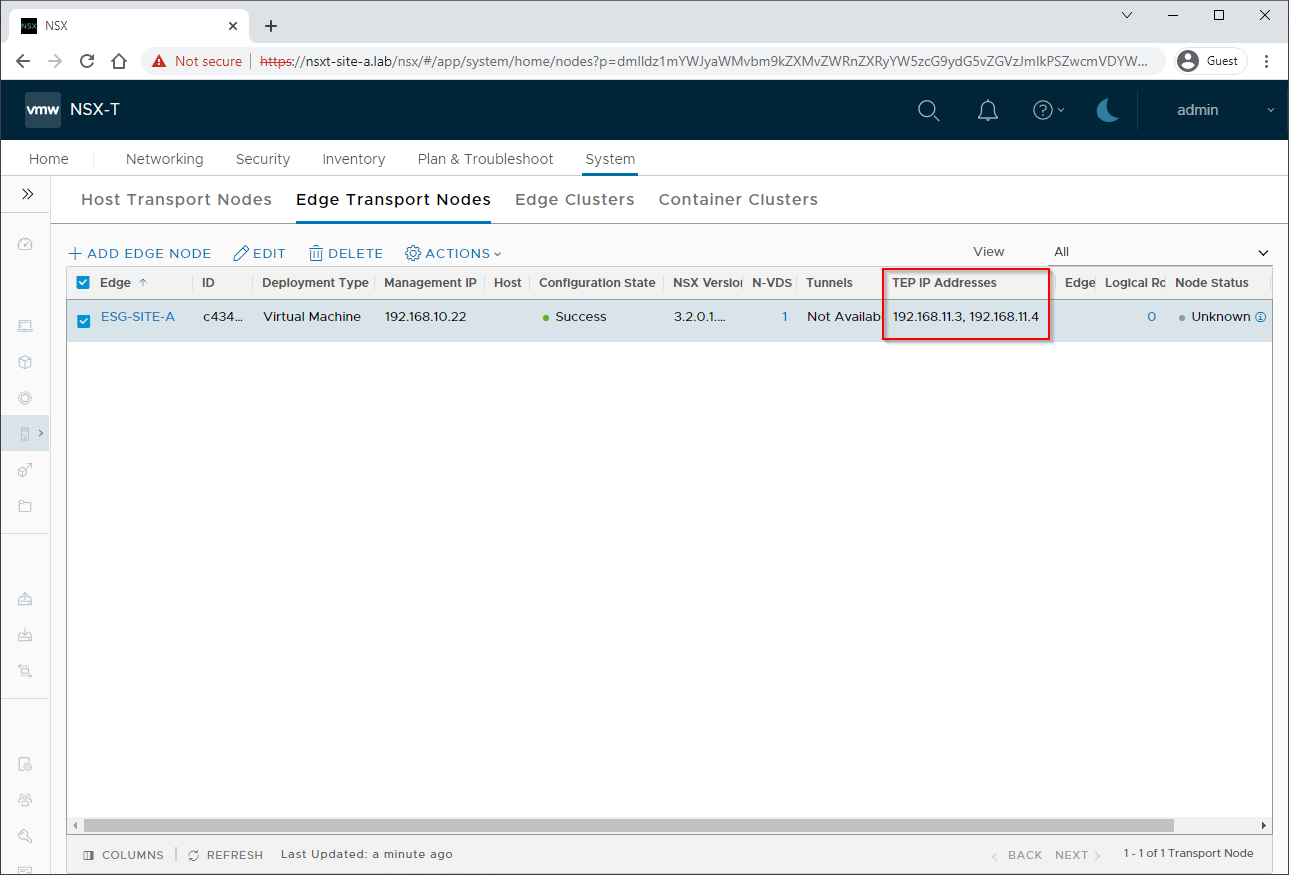 NSX
NSX
Not secure
https://nsxt-site-a.lab/nsx/#/app/system/home/nodes?p=dmlldz1mYWJyaWMvbm9kZXMvZWRnZXRyYW5zcG9ydG5vZGVzJmlkPSZwcmVDYW...
Guest
vmw NSX-T
admin
Home Networking Security Inventory Plan & Troubleshoot System
Host Transport Nodes Edge Transport Nodes Edge Clusters Container Clusters
ADD EDGE NODE EDIT DELETE ACTIONS View All
Edge ID Deployment Type Management IP Host Configuration State NSX Version N-VDS Tunnels TEP IP Addresses Edge Logical Ro Node Status
ESG-SITE-A c434... Virtual Machine 192.168.10.22 Success 3.2.0.1.... 1 Not Availab 192.168.11.3, 192.168.11.4 0 Unknown
COLUMNS REFRESH Last Updated: a minute ago BACK NEXT 1 - 1 of 1 Transport Node